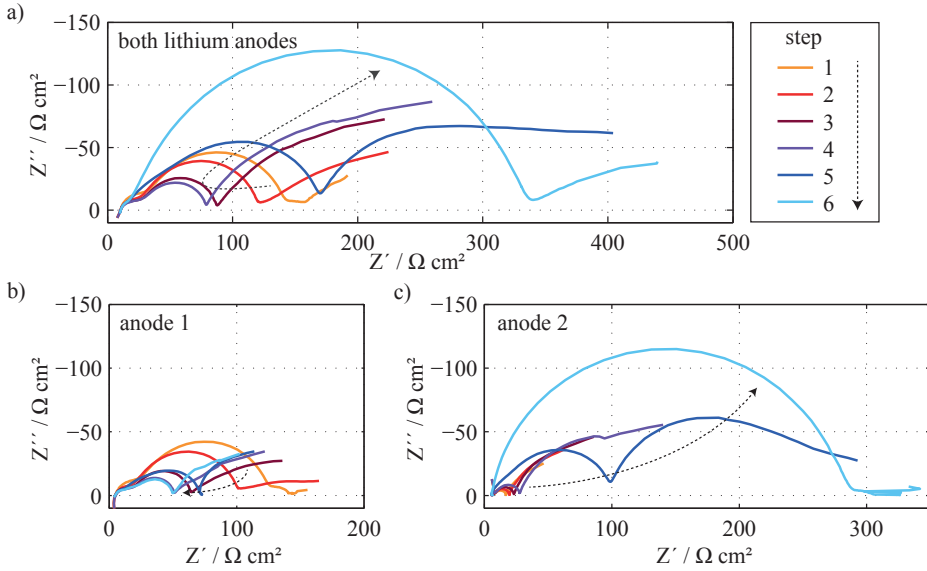 a)
−150
−100
−50
0
0
100
200
300
400
500
Z´´ / Ω cm²
Z´ / Ω cm²
both lithium anodes
step
1
2
3
4
5
6
b)
−150
−100
−50
0
0
100
200
Z´´ / Ω cm²
Z´ / Ω cm²
anode 1
c)
−150
−100
−50
0
0
100
200
300
Z´´ / Ω cm²
Z´ / Ω cm²
anode 2